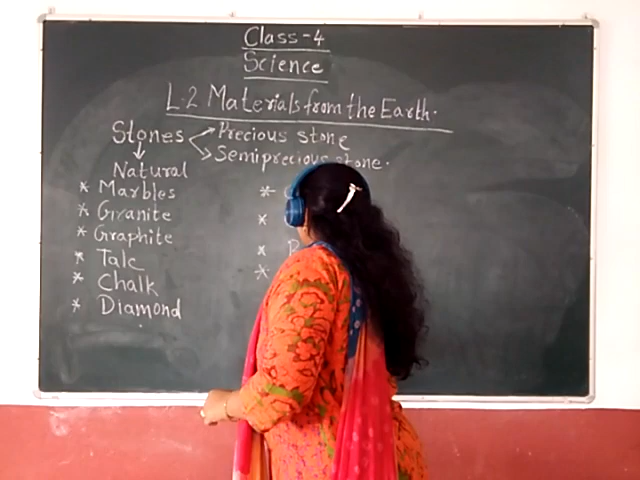 Class-4
Science
L-2 Materials from the Earth.
Stones → Precious stone
→ Semiprecious stone.
↓
Natural
* Marbles
* Granite
* Graphite
* Talc
* Chalk
* Diamond
*
*
*
*